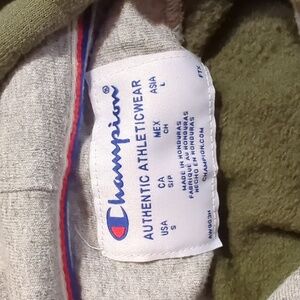 Champion®
AUTHENTIC ATHLETICWEAR
USA CA MEX ASIA
S S/P CH L
MADE IN HONDURAS
FABRIQUÉ AU HONDURAS
HECHO EN HONDURAS
CHAMPION.COM